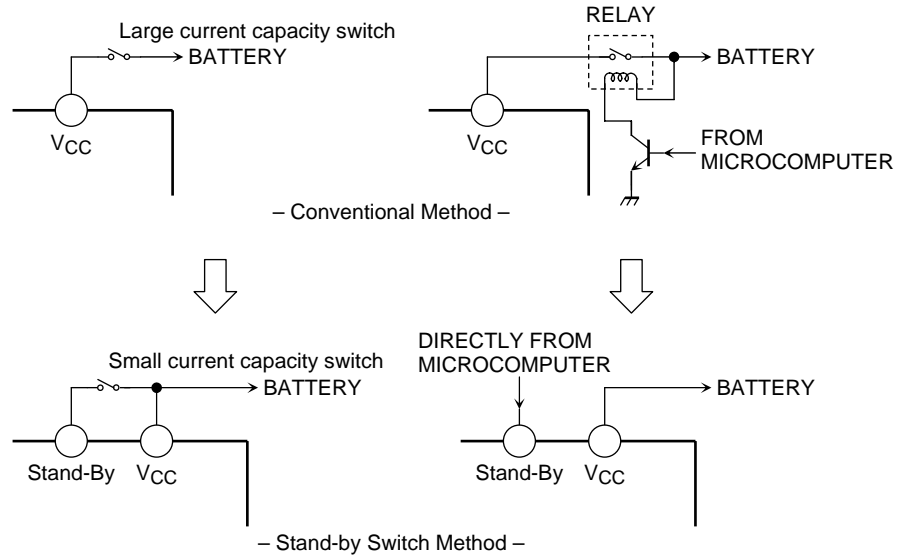 Large current capacity switch
BATTERY
VCC
RELAY
BATTERY
VCC
FROM
MICROCOMPUTER
– Conventional Method –
Small current capacity switch
BATTERY
Stand-By
VCC
DIRECTLY FROM
MICROCOMPUTER
BATTERY
Stand-By
VCC
– Stand-by Switch Method –